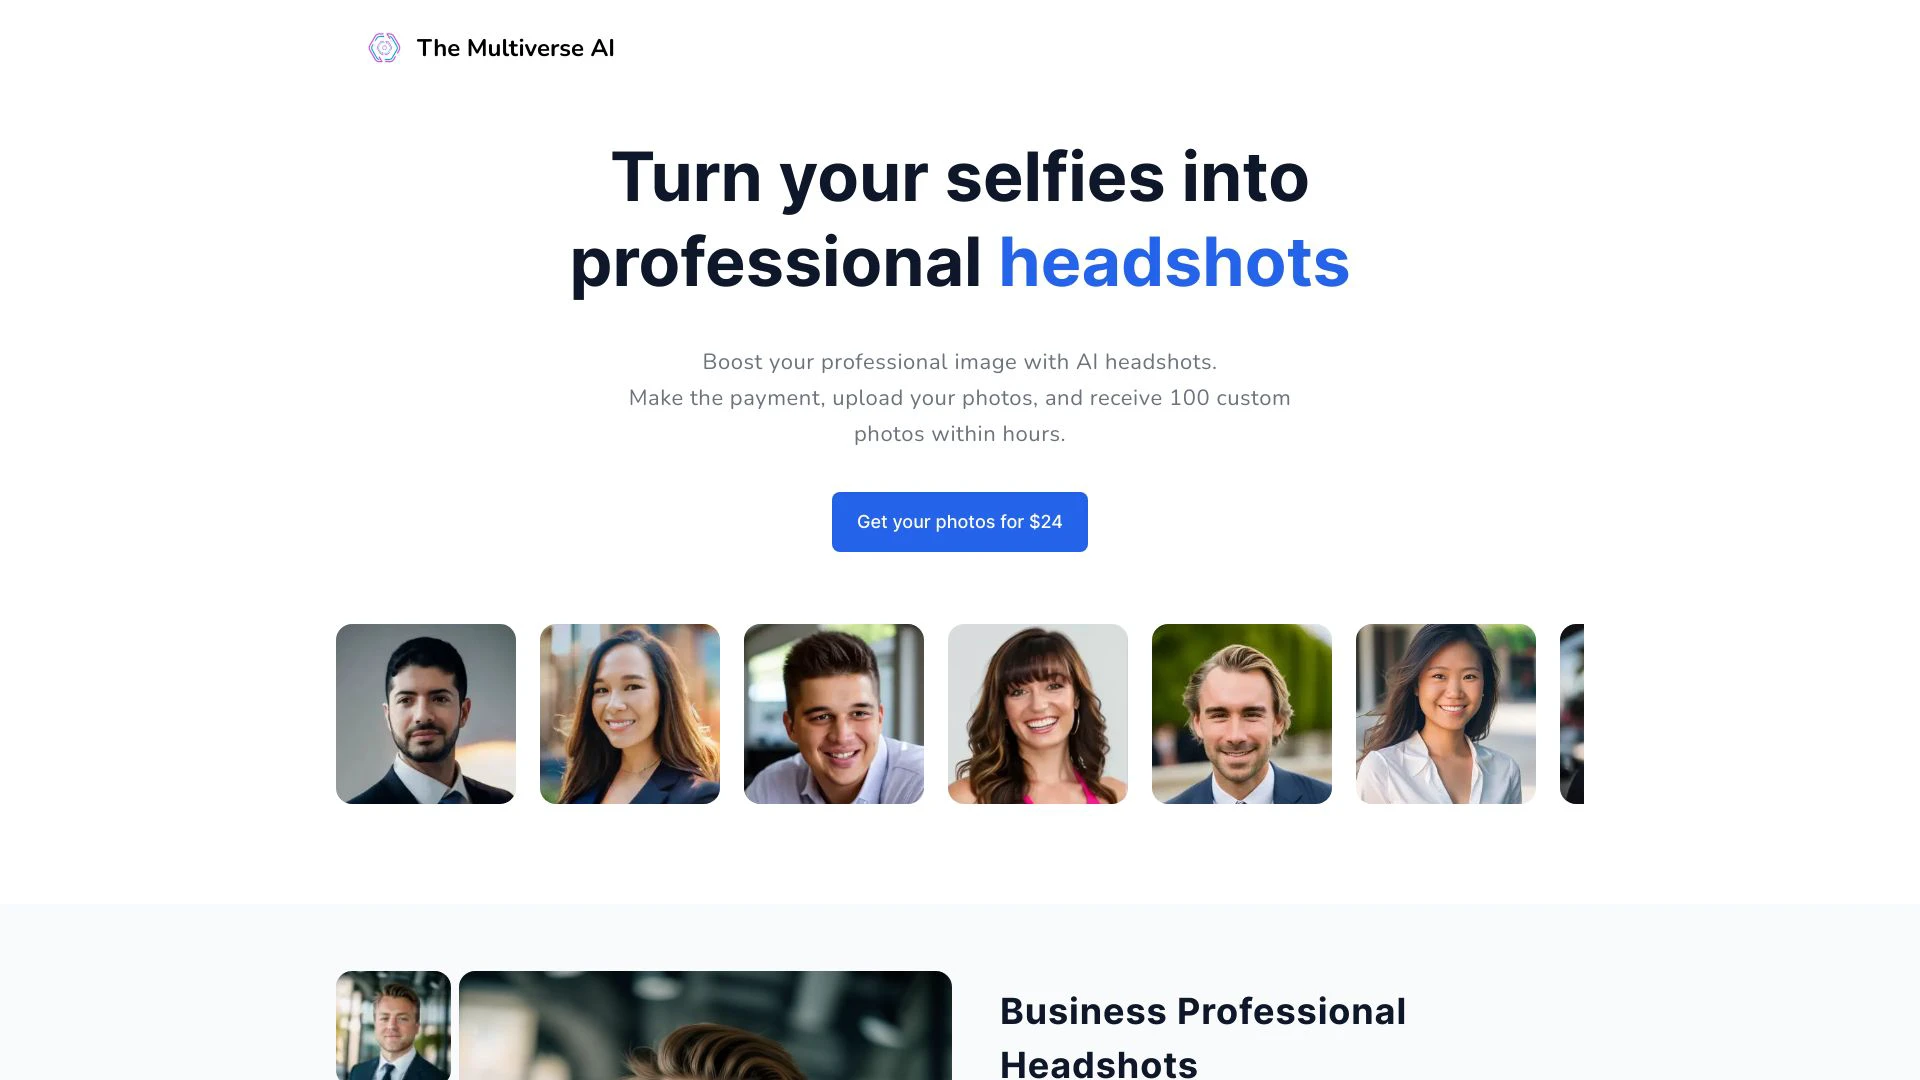 The Multiverse AI
Turn your selfies into
professional headshots
Boost your professional image with AI headshots.
Make the payment, upload your photos, and receive 100 custom
photos within hours.
Get your photos for $24
Business Professional
Headshots